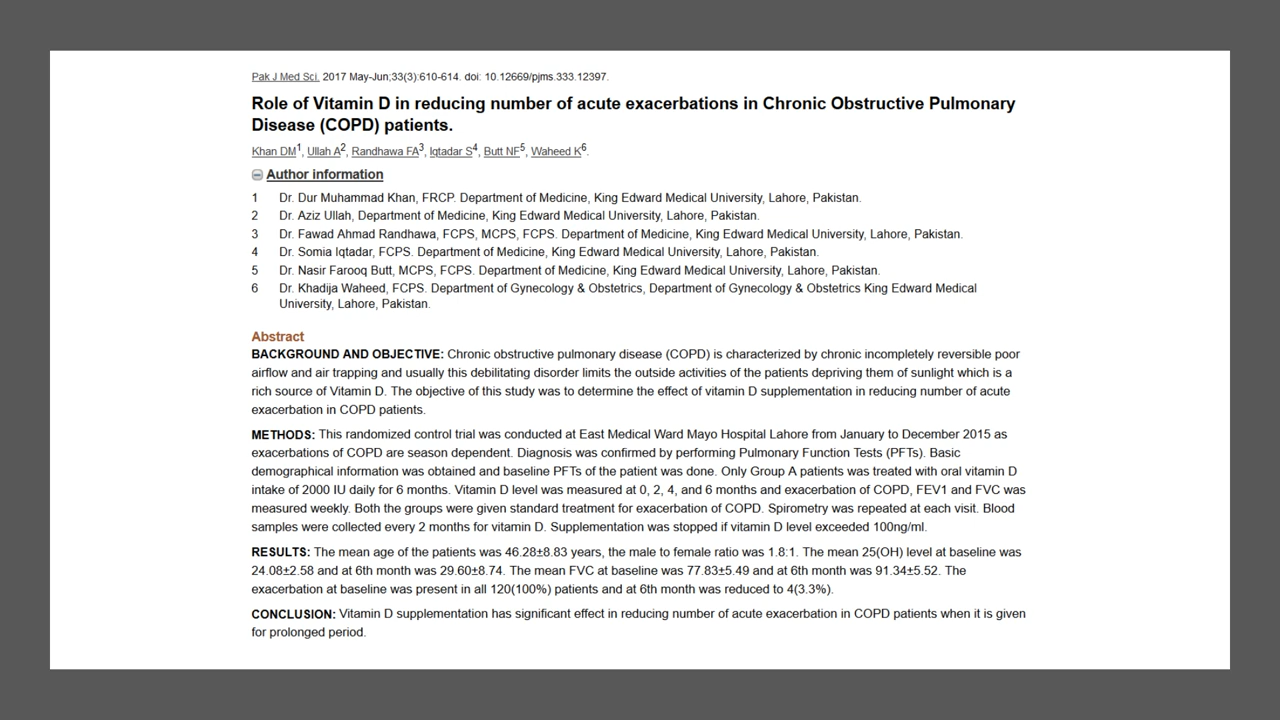 Pak J Med Sci. 2017 May-Jun;33(3):610-614. doi: 10.12669/pjms.333.12397.
Role of Vitamin D in reducing number of acute exacerbations in Chronic Obstructive Pulmonary
Disease (COPD) patients.
Khan DM1, Ullah A2, Randhawa FA3, Iqtadar S4, Butt NF5, Waheed K6.
Author information
1 Dr. Dur Muhammad Khan, FRCP. Department of Medicine, King Edward Medical University, Lahore, Pakistan.
2 Dr. Aziz Ullah, Department of Medicine, King Edward Medical University, Lahore, Pakistan.
3 Dr. Fawad Ahmad Randhawa, FCPS, MCPS, FCPS. Department of Medicine, King Edward Medical University, Lahore, Pakistan.
4 Dr. Somia Iqtadar, FCPS. Department of Medicine, King Edward Medical University, Lahore, Pakistan.
5 Dr. Nasir Farooq Butt, MCPS, FCPS. Department of Medicine, King Edward Medical University, Lahore, Pakistan.
6 Dr. Khadija Waheed, FCPS. Department of Gynecology & Obstetrics, Department of Gynecology & Obstetrics King Edward Medical
University, Lahore, Pakistan.
Abstract
BACKGROUND AND OBJECTIVE: Chronic obstructive pulmonary disease (COPD) is characterized by chronic incompletely reversible poor
airflow and air trapping and usually this debilitating disorder limits the outside activities of the patients depriving them of sunlight which is a
rich source of Vitamin D. The objective of this study was to determine the effect of vitamin D supplementation in reducing number of acute
exacerbation in COPD patients.
METHODS: This randomized control trial was conducted at East Medical Ward Mayo Hospital Lahore from January to December 2015 as
exacerbations of COPD are season dependent. Diagnosis was confirmed by performing Pulmonary Function Tests (PFTs). Basic
demographical information was obtained and baseline PFTs of the patient was done. Only Group A patients was treated with oral vitamin D
intake of 2000 IU daily for 6 months. Vitamin D level was measured at 0, 2, 4, and 6 months and exacerbation of COPD, FEV1 and FVC was
measured weekly. Both the groups were given standard treatment for exacerbation of COPD. Spirometry was repeated at each visit. Blood
samples were collected every 2 months for vitamin D. Supplementation was stopped if vitamin D level exceeded 100ng/ml.
RESULTS: The mean age of the patients was 46.28±8.83 years, the male to female ratio was 1.8:1. The mean 25(OH) level at baseline was
24.08±2.58 and at 6th month was 29.60±8.74. The mean FVC at baseline was 77.83±5.49 and at 6th month was 91.34±5.52. The
exacerbation at baseline was present in all 120(100%) patients and at 6th month was reduced to 4(3.3%).
CONCLUSION: Vitamin D supplementation has significant effect in reducing number of acute exacerbation in COPD patients when it is given
for prolonged period.